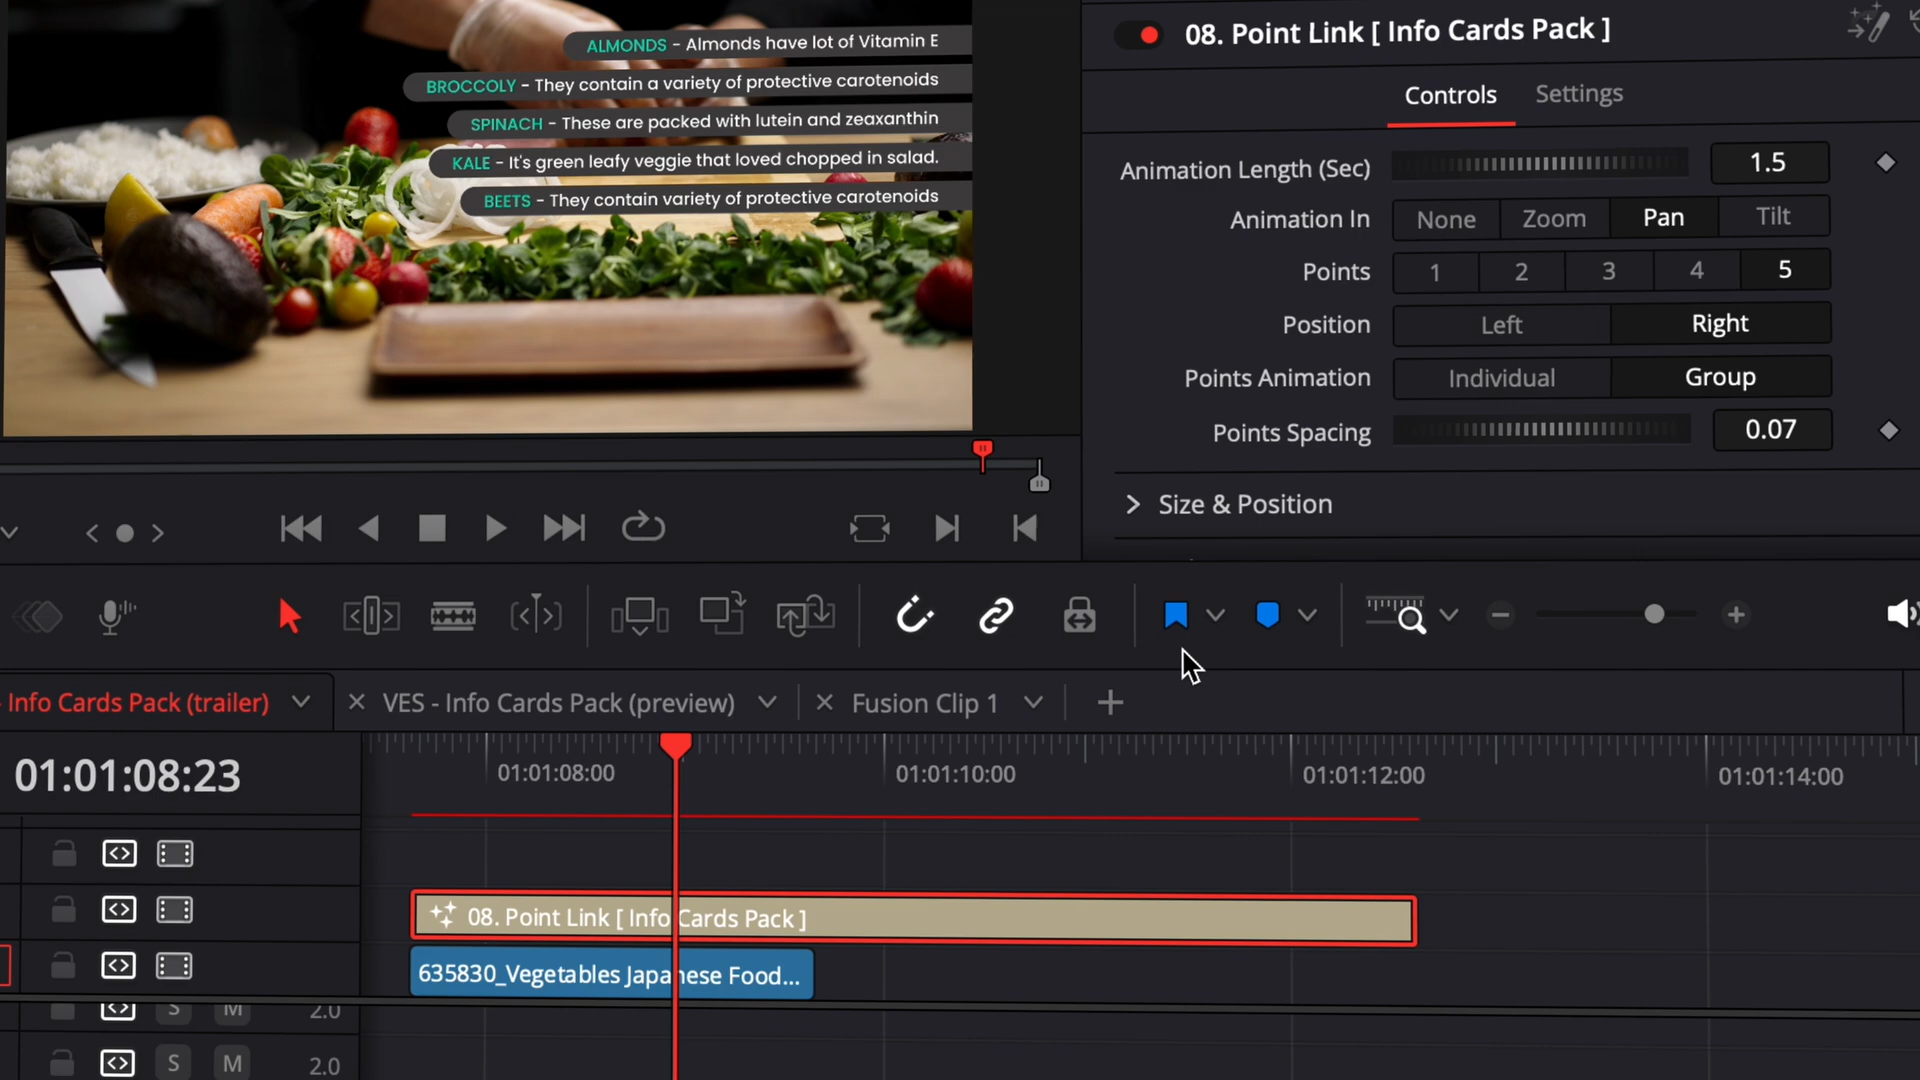 ALMONDS - Almonds have lot of Vitamin E
BROCCOLY - They contain a variety of protective carotenoids
SPINACH - These are packed with lutein and zeaxanthin
KALE - It's green leafy veggie that loved chopped in salad.
BEETS - They contain variety of protective carotenoids
08. Point Link [ Info Cards Pack ]
Controls Settings
Animation Length (Sec) 1.5
Animation In None Zoom Pan Tilt
Points 1 2 3 4 5
Position Left Right
Points Animation Individual Group
Points Spacing 0.07
Size & Position
Info Cards Pack (trailer) VES - Info Cards Pack (preview) Fusion Clip 1
01:01:08:23
01:01:08:00 01:01:10:00 01:01:12:00 01:01:14:00
08. Point Link [ Info Cards Pack ]
635830_Vegetables Japanese Food...
S M 2.0
S M 2.0